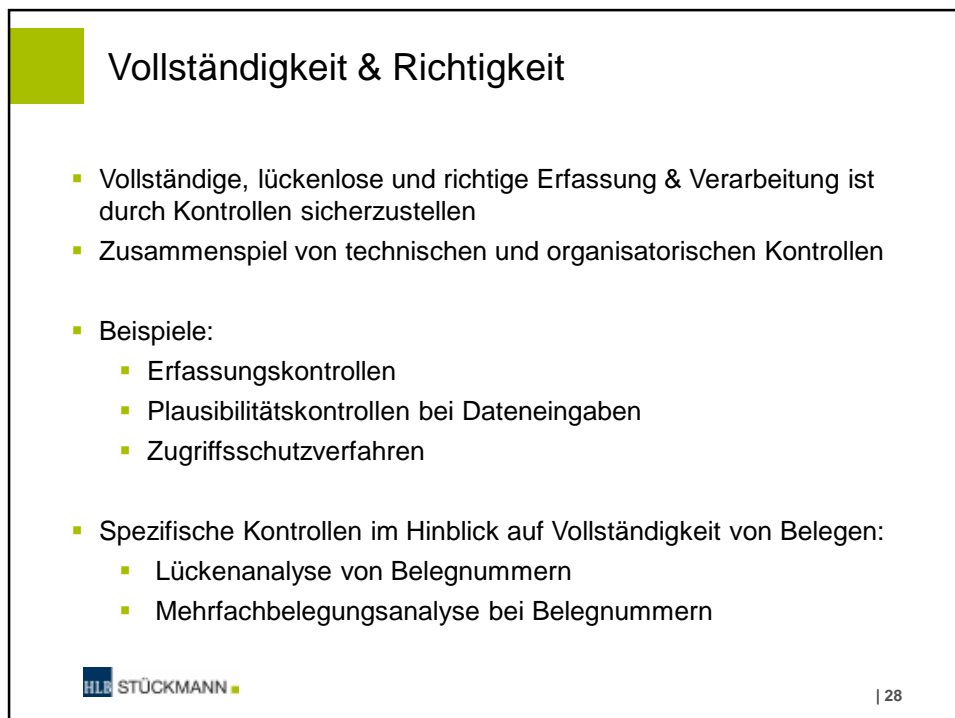 Vollständigkeit & Richtigkeit
▪ Vollständige, lückenlose und richtige Erfassung & Verarbeitung ist
durch Kontrollen sicherzustellen
▪ Zusammenspiel von technischen und organisatorischen Kontrollen
▪ Beispiele:
▪ Erfassungskontrollen
▪ Plausibilitätskontrollen bei Dateneingaben
▪ Zugriffsschutzverfahren
▪ Spezifische Kontrollen im Hinblick auf Vollständigkeit von Belegen:
▪ Lückenanalyse von Belegnummern
▪ Mehrfachbelegungsanalyse bei Belegnummern
HLB STÜCKMANN
| 28